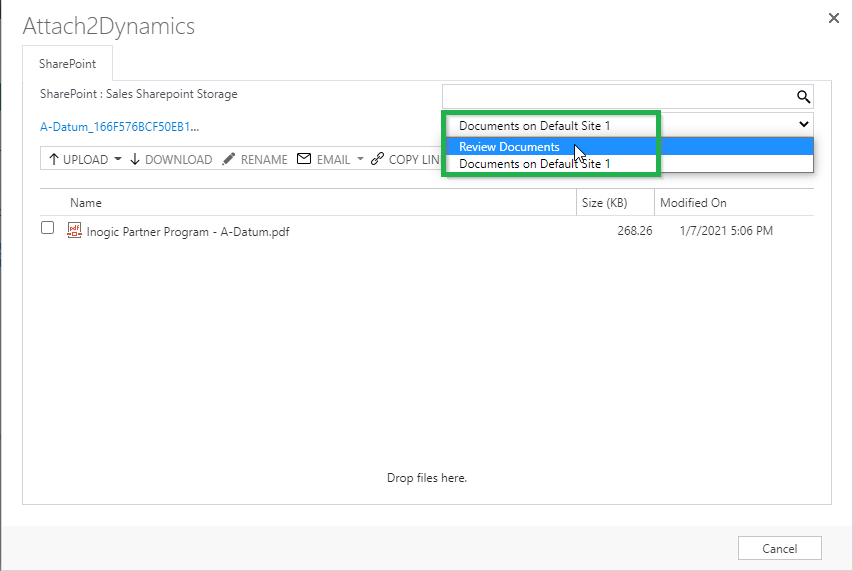 Attach2Dynamics
SharePoint
SharePoint : Sales Sharepoint Storage
A-Datum_166F576BCF50EB1...
Documents on Default Site 1
Review Documents
Documents on Default Site 1
UPLOAD DOWNLOAD RENAME EMAIL COPY LIN
Name Size (KB) Modified On
pdf Inogic Partner Program - A-Datum.pdf 268.26 1/7/2021 5:06 PM
Drop files here.
Cancel